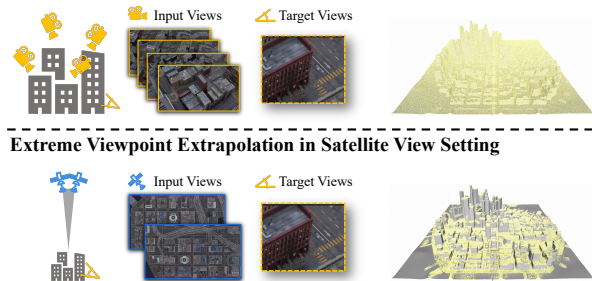 Input Views
Target Views
Extreme Viewpoint Extrapolation in Satellite View Setting
Input Views
Target Views